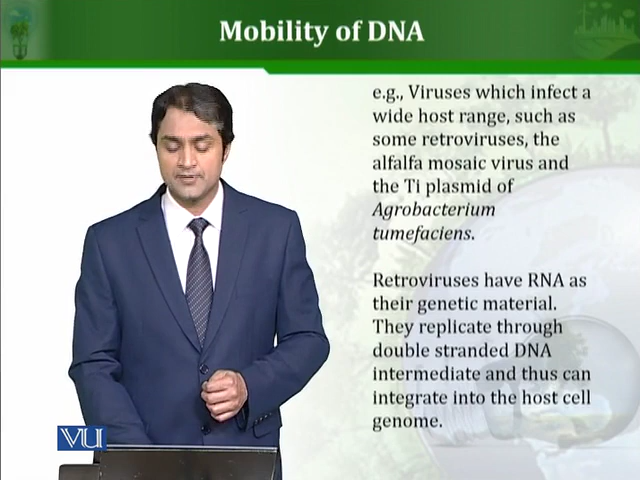 Mobility of DNA
e.g., Viruses which infect a
wide host range, such as
some retroviruses, the
alfalfa mosaic virus and
the Ti plasmid of
Agrobacterium
tumefaciens.
Retroviruses have RNA as
their genetic material.
They replicate through
double stranded DNA
intermediate and thus can
integrate into the host cell
genome.
VU